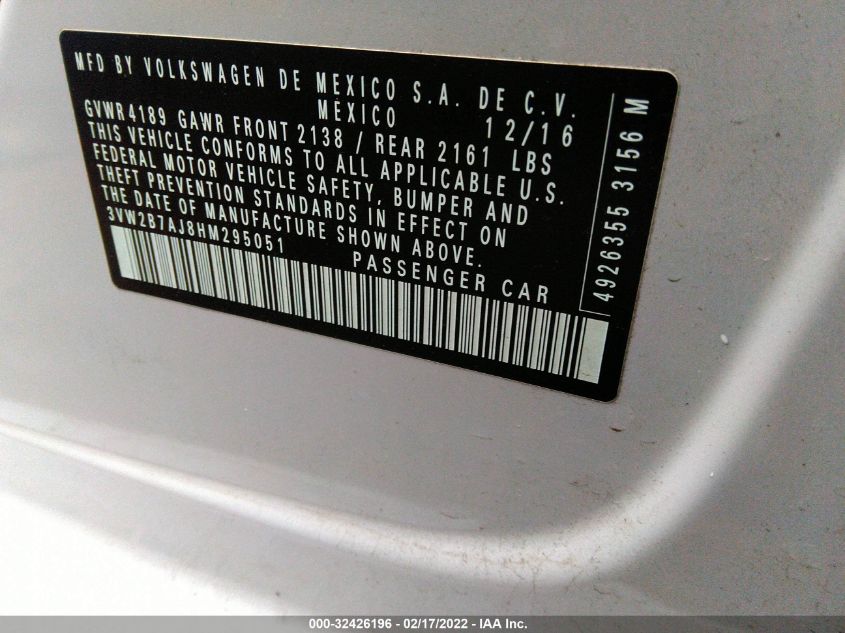 MFD BY VOLKSWAGEN DE MEXICO S.A. DE C.V.
MEXICO 12/16
GVWR4189 GAWR FRONT 2138 / REAR 2161 LBS
THIS VEHICLE CONFORMS TO ALL APPLICABLE U.S.
FEDERAL MOTOR VEHICLE SAFETY, BUMPER AND
THEFT PREVENTION STANDARDS IN EFFECT ON
THE DATE OF MANUFACTURE SHOWN ABOVE.
3VW2B7AJ8HM295051
PASSENGER CAR
4926355 3156 M
000-32426196 - 02/17/2022 - IAA Inc.